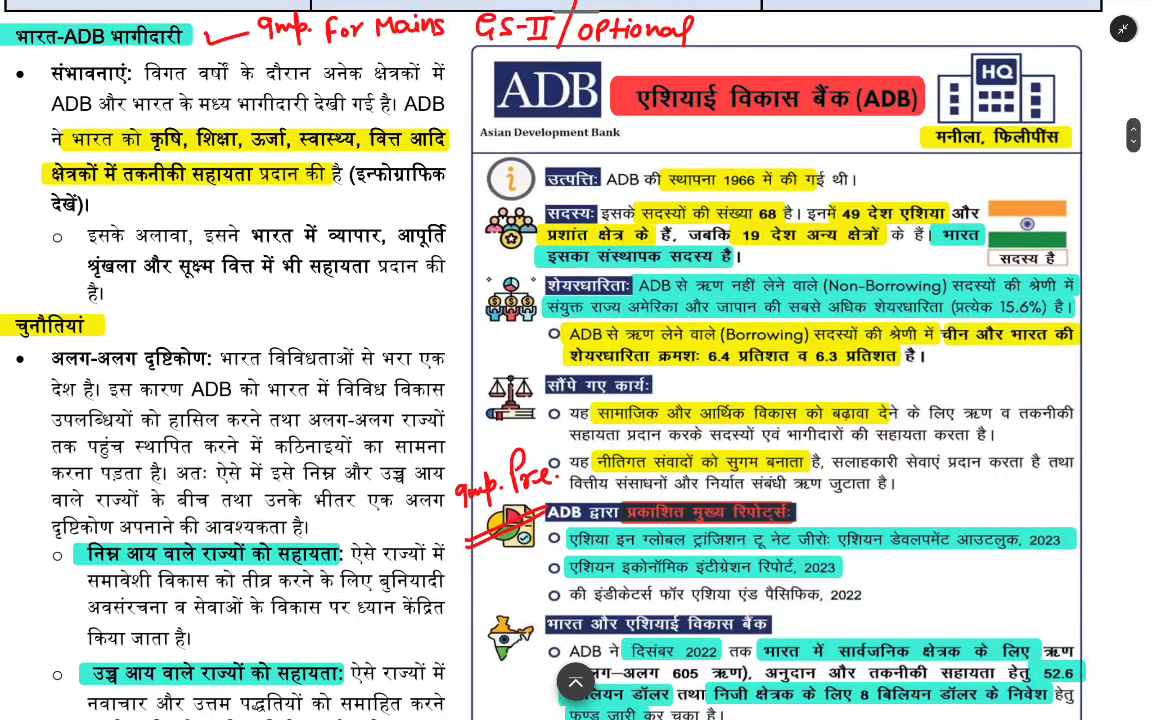 भारत-ADB भागीदारी
Imp. For Mains GS-II / optional
• संभावनाएं: विगत वर्षों के दौरान अनेक क्षेत्रकों में
ADB और भारत के मध्य भागीदारी देखी गई है। ADB
ने भारत को कृषि, शिक्षा, ऊर्जा, स्वास्थ्य, वित्त आदि
क्षेत्रकों में तकनीकी सहायता प्रदान की है (इन्फोग्राफिक
देखें)।
o इसके अलावा, इसने भारत में व्यापार, आपूर्ति
श्रृंखला और सूक्ष्म वित्त में भी सहायता प्रदान की
है।
चुनौतियां
• अलग-अलग दृष्टिकोण: भारत विविधताओं से भरा एक
देश है। इस कारण ADB को भारत में विविध विकास
उपलब्धियों को हासिल करने तथा अलग-अलग राज्यों
तक पहुंच स्थापित करने में कठिनाइयों का सामना
करना पड़ता है। अतः ऐसे में इसे निम्न और उच्च आय
वाले राज्यों के बीच तथा उनके भीतर एक अलग
दृष्टिकोण अपनाने की आवश्यकता है।
o निम्न आय वाले राज्यों को सहायता: ऐसे राज्यों में
समावेशी विकास को तीव्र करने के लिए बुनियादी
अवसंरचना व सेवाओं के विकास पर ध्यान केंद्रित
किया जाता है।
o उच्च आय वाले राज्यों को सहायता: ऐसे राज्यों में
नवाचार और उत्तम पद्धतियों को समाहित करने
ADB
Asian Development Bank
एशियाई विकास बैंक (ADB)
HQ
मनीला, फिलीपींस
उत्पत्ति: ADB की स्थापना 1966 में की गई थी।
सदस्य: इसके सदस्यों की संख्या 68 है। इनमें 49 देश एशिया और
प्रशांत क्षेत्र के हैं, जबकि 19 देश अन्य क्षेत्रों के हैं। भारत
इसका संस्थापक सदस्य है।
सदस्य है
शेयरधारिता: ADB से ऋण नहीं लेने वाले (Non-Borrowing) सदस्यों की श्रेणी में
संयुक्त राज्य अमेरिका और जापान की सबसे अधिक शेयरधारिता (प्रत्येक 15.6%) है।
o ADB से ऋण लेने वाले (Borrowing) सदस्यों की श्रेणी में चीन और भारत की
शेयरधारिता क्रमशः 6.4 प्रतिशत व 6.3 प्रतिशत है।
सौंपे गए कार्य:
o यह सामाजिक और आर्थिक विकास को बढ़ावा देने के लिए ऋण व तकनीकी
सहायता प्रदान करके सदस्यों एवं भागीदारों की सहायता करता है।
o यह नीतिगत संवादों को सुगम बनाता है, सलाहकारी सेवाएं प्रदान करता है तथा
वित्तीय संसाधनों और निर्यात संबंधी ऋण जुटाता है।
Imp. Pre.
ADB द्वारा प्रकाशित मुख्य रिपोर्ट्स:
o एशिया इन ग्लोबल ट्रांजिशन टू नेट जीरो: एशियन डेवलपमेंट आउटलुक, 2023
o एशियन इकोनॉमिक इंटीग्रेशन रिपोर्ट, 2023
o की इंडीकेटर्स फॉर एशिया एंड पैसिफिक, 2022
भारत और एशियाई विकास बैंक
o ADB ने दिसंबर 2022 तक भारत में सार्वजनिक क्षेत्रक के लिए ऋण
605 ऋण), अनुदान और तकनीकी सहायता हेतु 52.6
डॉलर तथा निजी क्षेत्रक के लिए 8 बिलियन डॉलर के निवेश हेतु
फण्ड जारी कर चुका है।